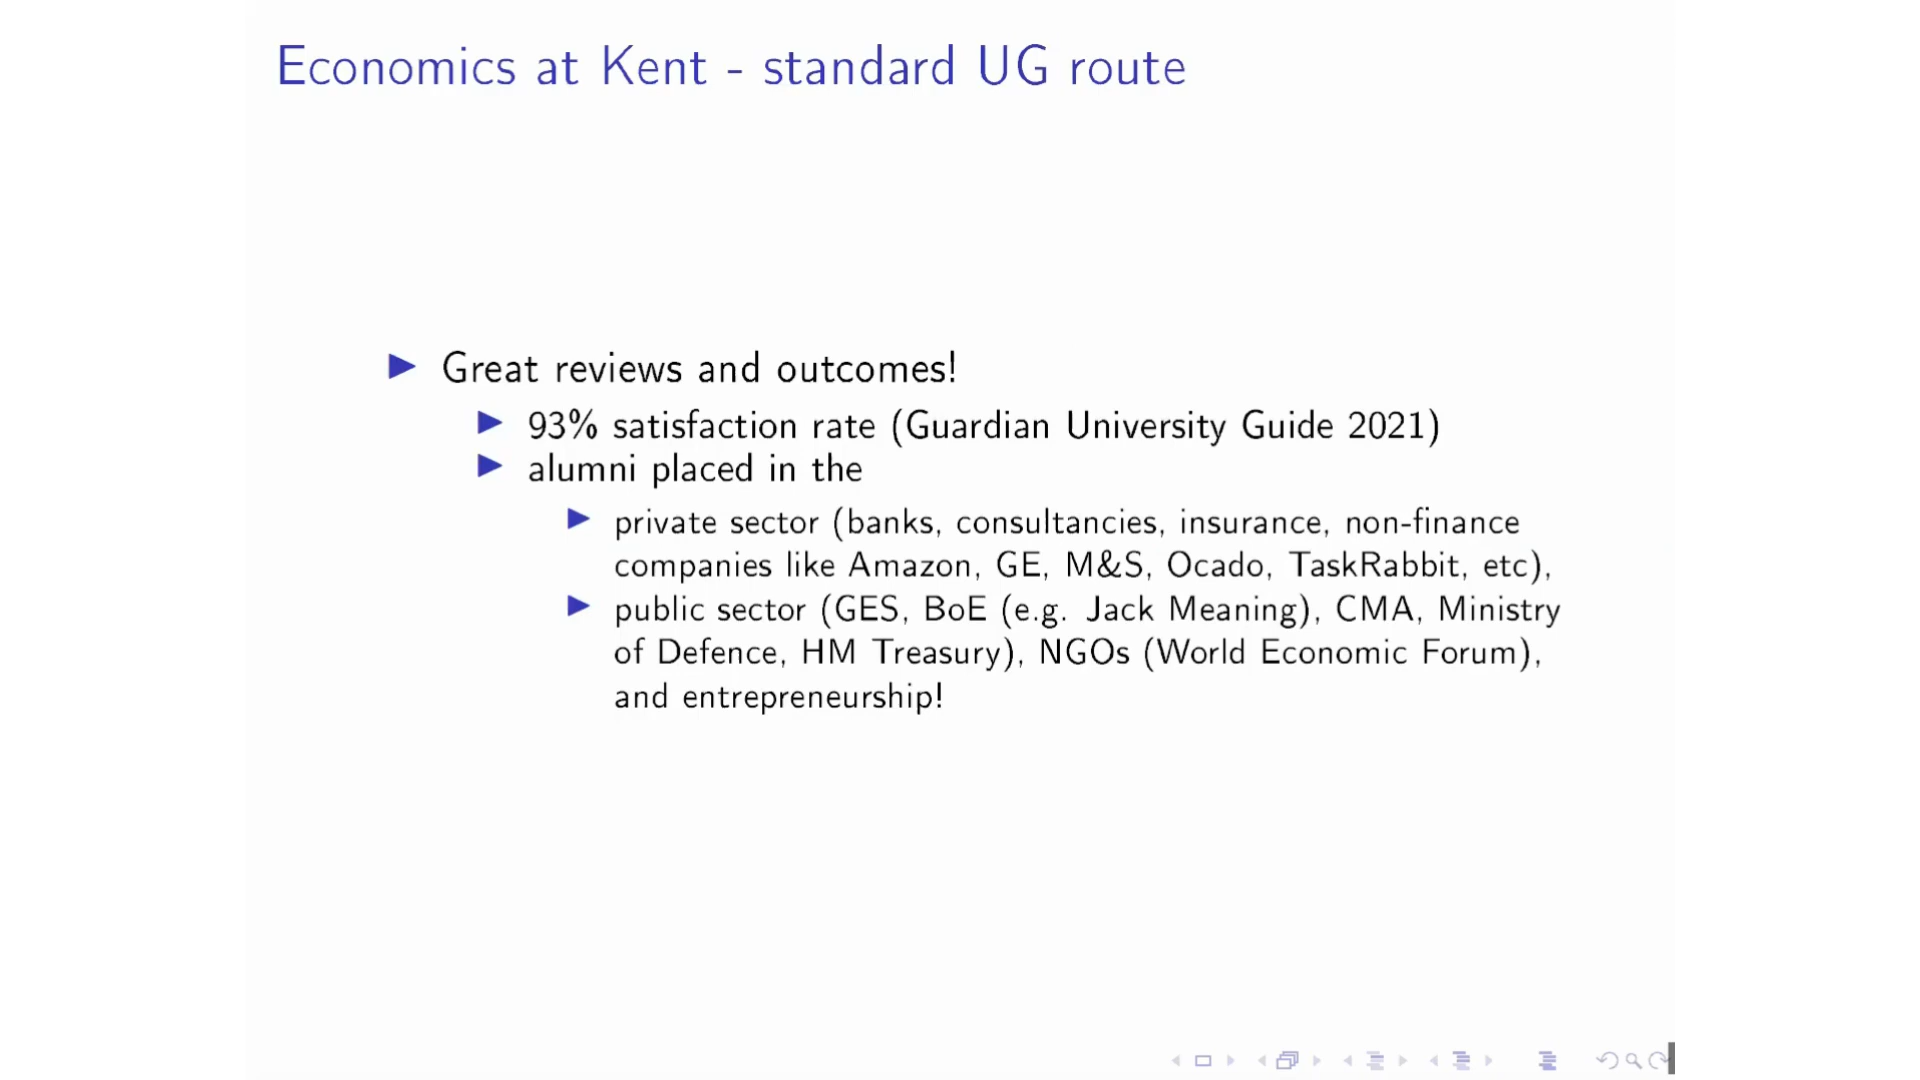 Economics at Kent - standard UG route
Great reviews and outcomes!
93% satisfaction rate (Guardian University Guide 2021)
alumni placed in the
private sector (banks, consultancies, insurance, non-finance
companies like Amazon, GE, M&S, Ocado, TaskRabbit, etc),
public sector (GES, BoE (e.g. Jack Meaning), CMA, Ministry
of Defence, HM Treasury), NGOs (World Economic Forum),
and entrepreneurship!